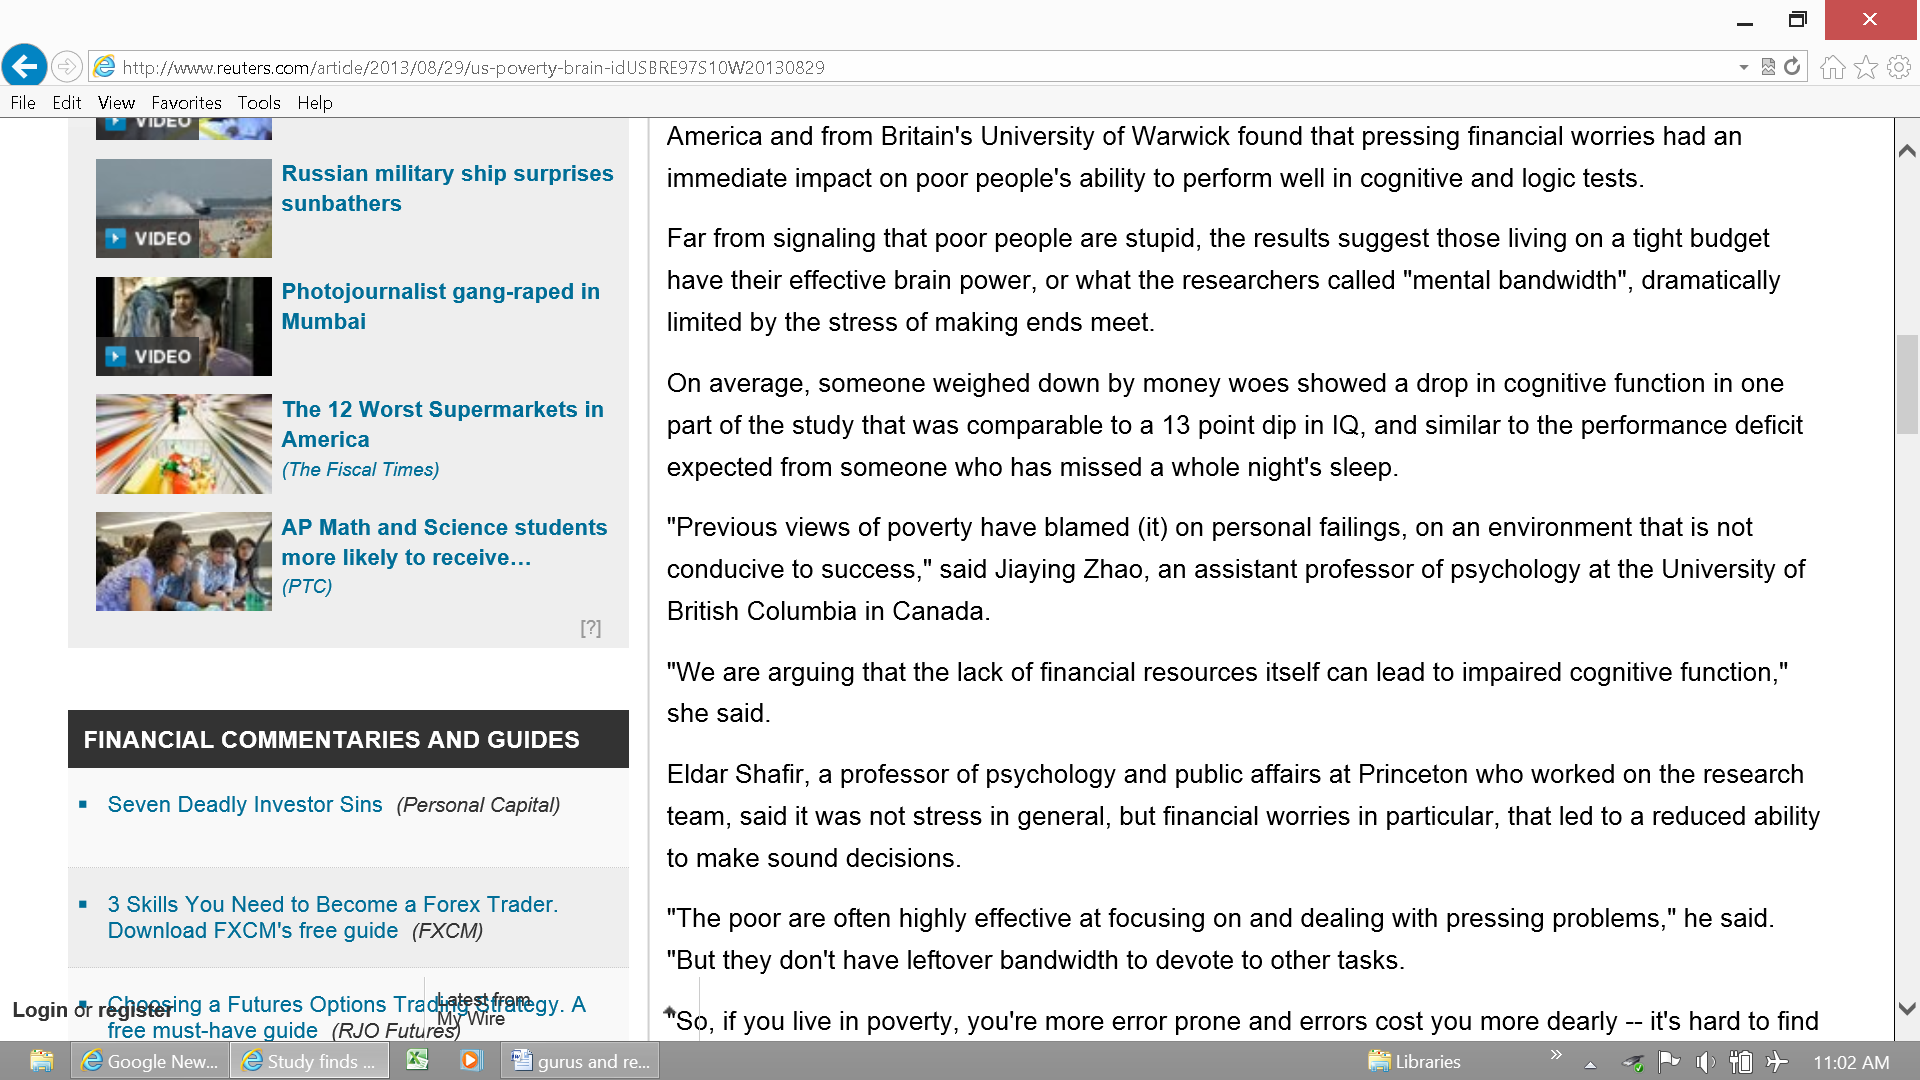 http://www.reuters.com/article/2013/08/29/us-poverty-brain-idUSBRE97S10W20130829
File Edit View Favorites Tools Help
VIDEO
Russian military ship surprises
sunbathers
VIDEO
Photojournalist gang-raped in
Mumbai
VIDEO
The 12 Worst Supermarkets in
America
(The Fiscal Times)
AP Math and Science students
more likely to receive…
(PTC)
[?]
FINANCIAL COMMENTARIES AND GUIDES
Seven Deadly Investor Sins (Personal Capital)
3 Skills You Need to Become a Forex Trader.
Download FXCM's free guide (FXCM)
Choosing a Futures Options Trading Strategy. A
free must-have guide (RJO Futures)
Login or register
Latest from
My Wire
America and from Britain's University of Warwick found that pressing financial worries had an
immediate impact on poor people's ability to perform well in cognitive and logic tests.
Far from signaling that poor people are stupid, the results suggest those living on a tight budget
have their effective brain power, or what the researchers called "mental bandwidth", dramatically
limited by the stress of making ends meet.
On average, someone weighed down by money woes showed a drop in cognitive function in one
part of the study that was comparable to a 13 point dip in IQ, and similar to the performance deficit
expected from someone who has missed a whole night's sleep.
"Previous views of poverty have blamed (it) on personal failings, on an environment that is not
conducive to success," said Jiaying Zhao, an assistant professor of psychology at the University of
British Columbia in Canada.
"We are arguing that the lack of financial resources itself can lead to impaired cognitive function,"
she said.
Eldar Shafir, a professor of psychology and public affairs at Princeton who worked on the research
team, said it was not stress in general, but financial worries in particular, that led to a reduced ability
to make sound decisions.
"The poor are often highly effective at focusing on and dealing with pressing problems," he said.
"But they don't have leftover bandwidth to devote to other tasks.
"So, if you live in poverty, you're more error prone and errors cost you more dearly -- it's hard to find
Google New... Study finds ... gurus and re... Libraries » 11:02 AM